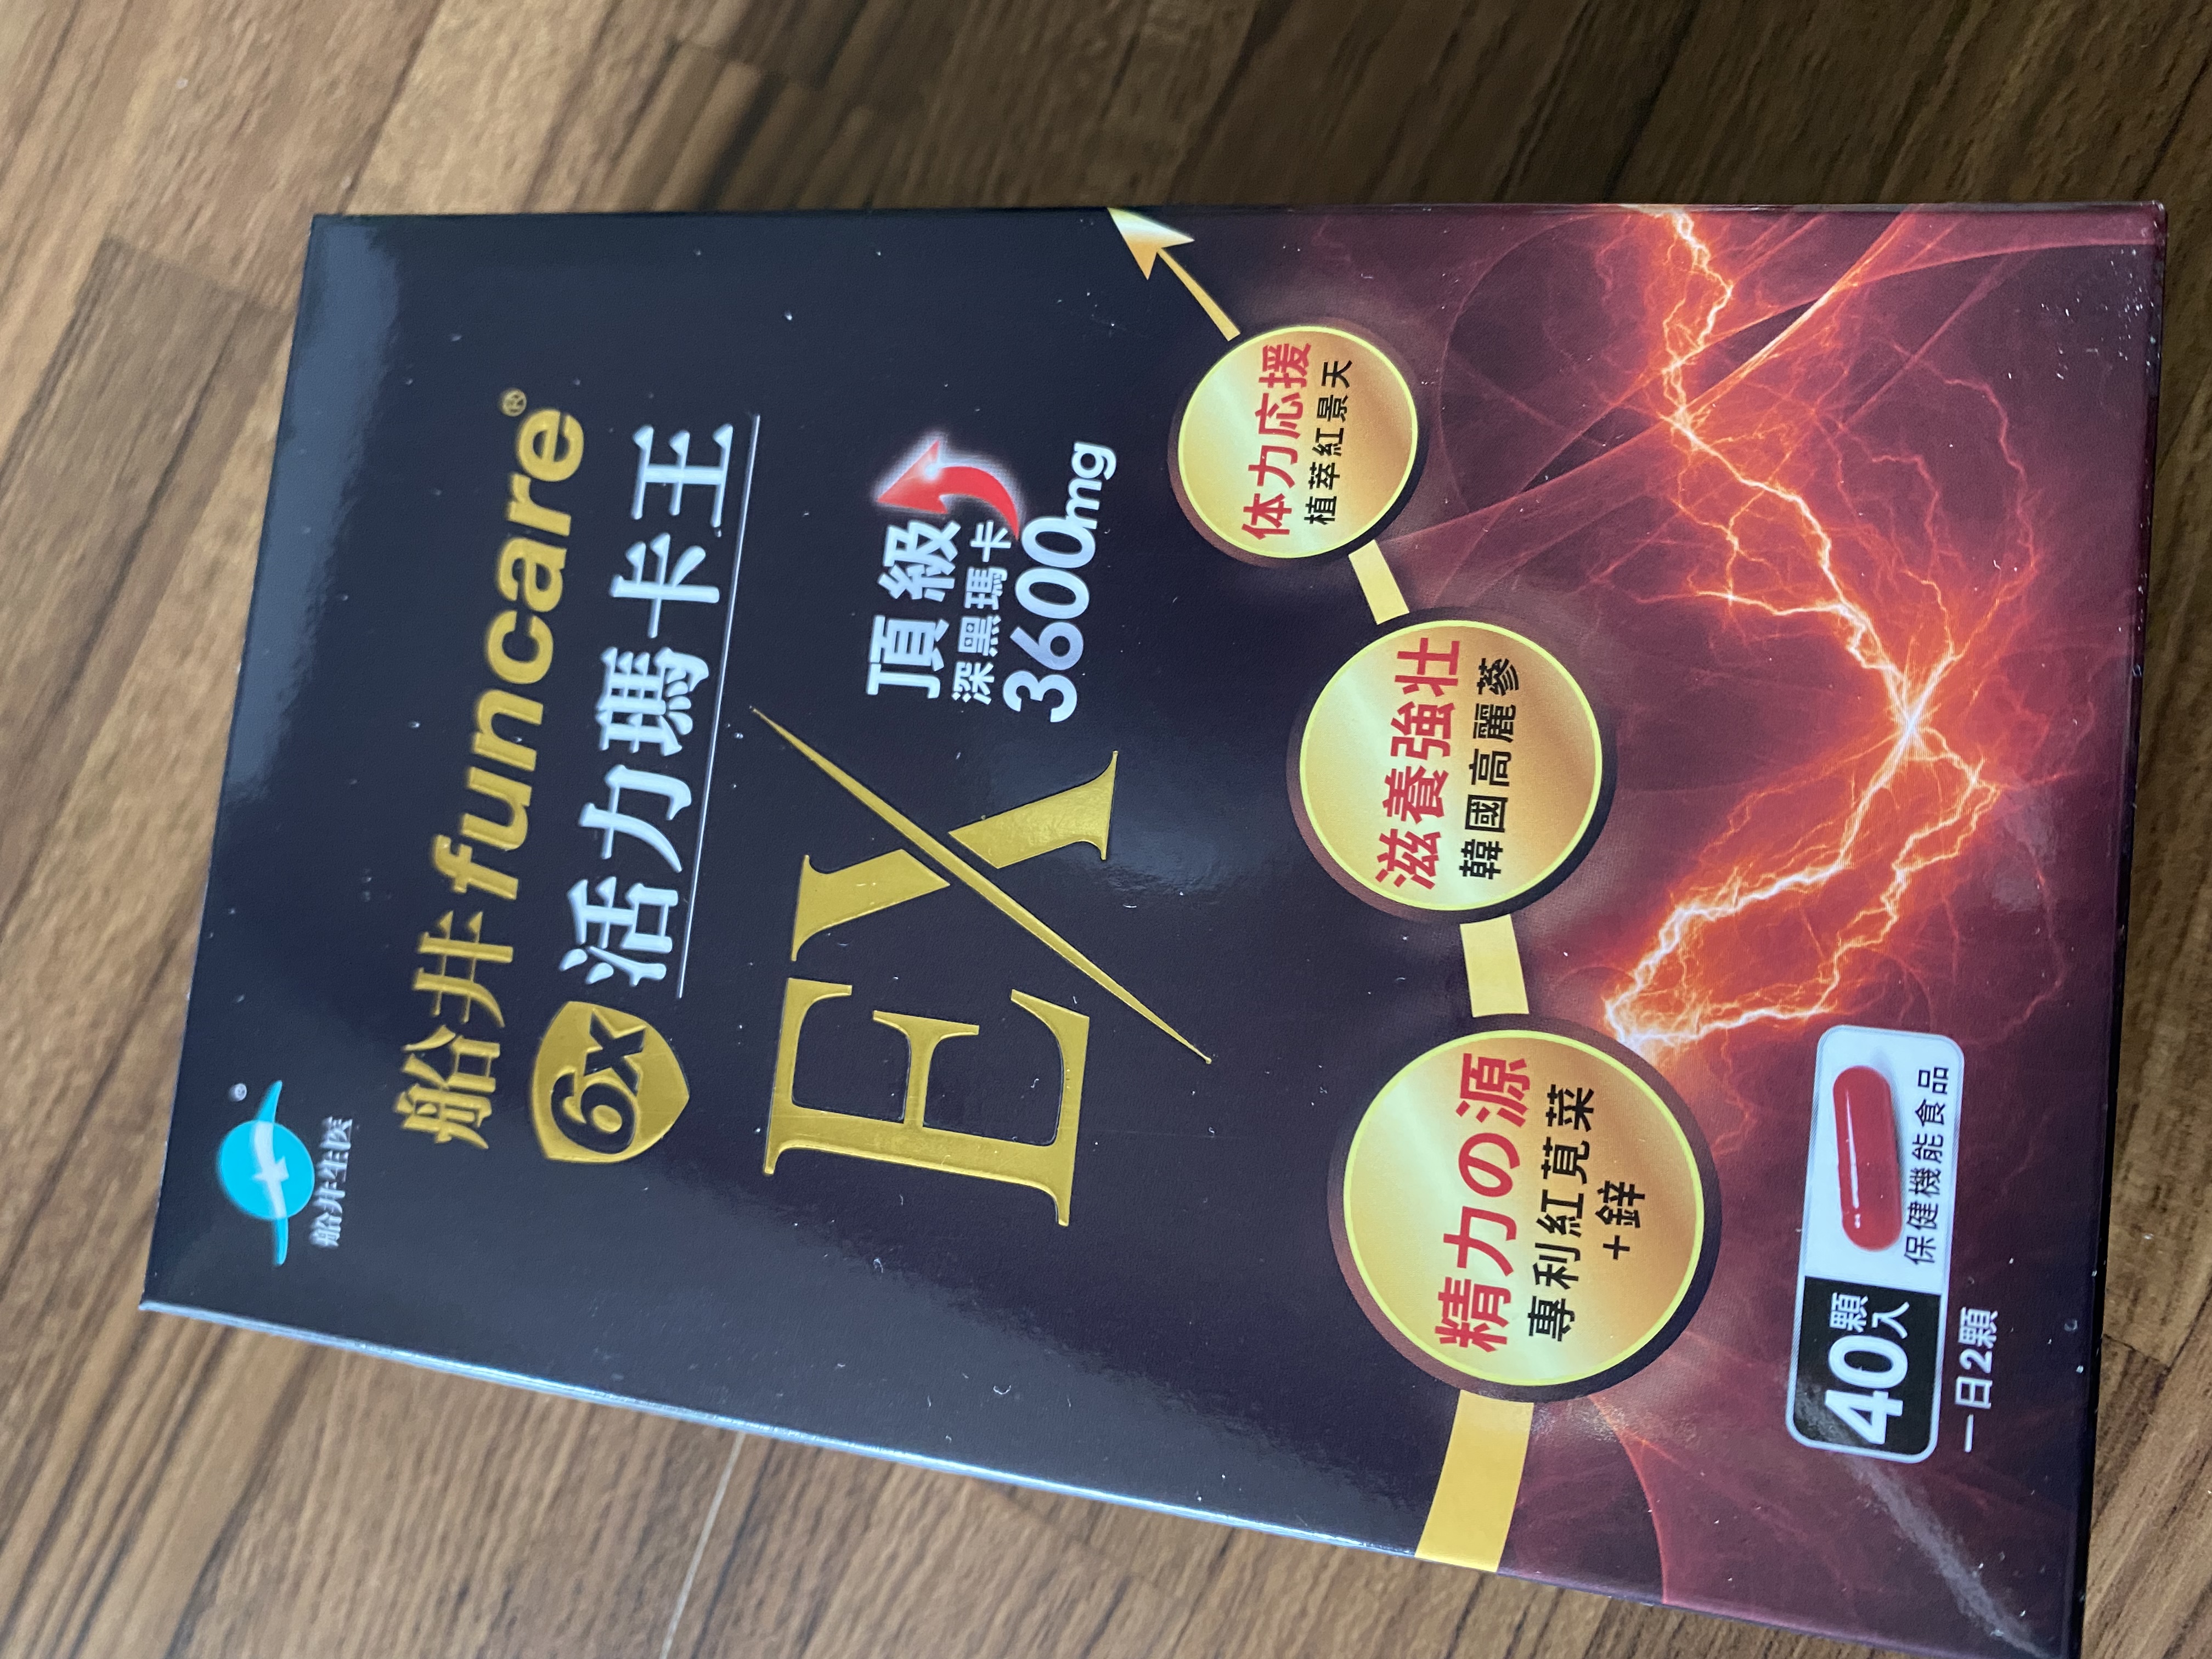 船井生医
船井funcare®
6x 活力瑪卡王
EX
頂級
深黑瑪卡
3600mg
体力応援
植萃紅景天
滋養強壮
韓國高麗蔘
精力の源
專利紅莧菜
+鋅
40顆入
保健機能食品
一日2顆